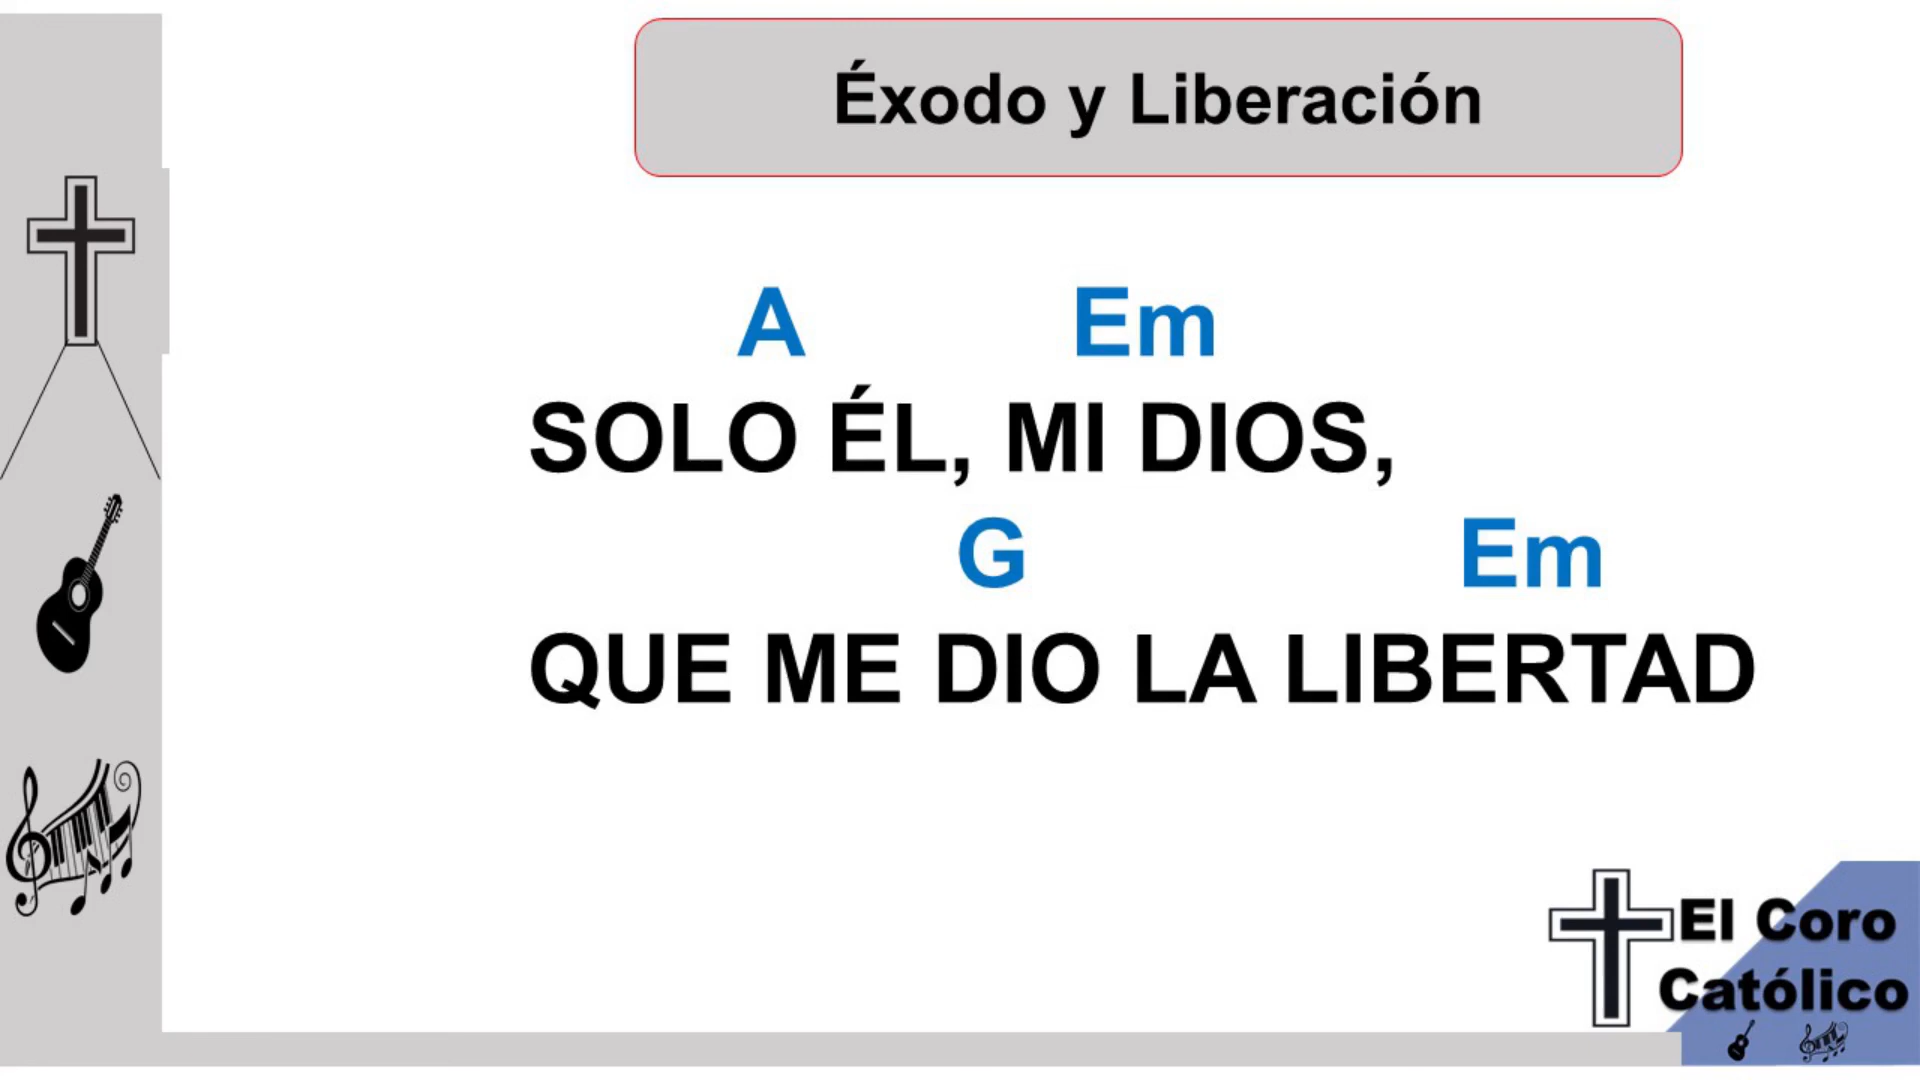 Éxodo y Liberación
A Em
SOLO ÉL, MI DIOS,
G Em
QUE ME DIO LA LIBERTAD
El Coro
Católico